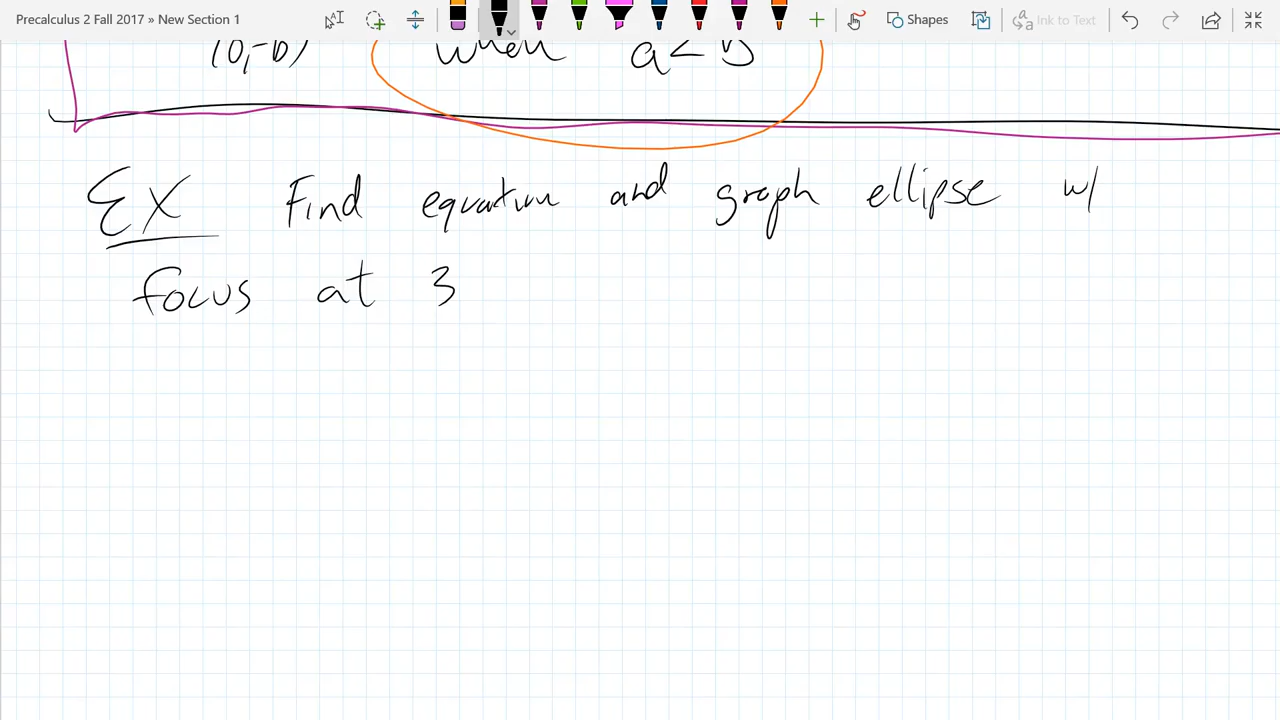 Precalculus 2 Fall 2017 » New Section 1
Shapes
Ink to Text
(0,-b) when a<b
Ex Find equation and graph ellipse w/
focus at 3